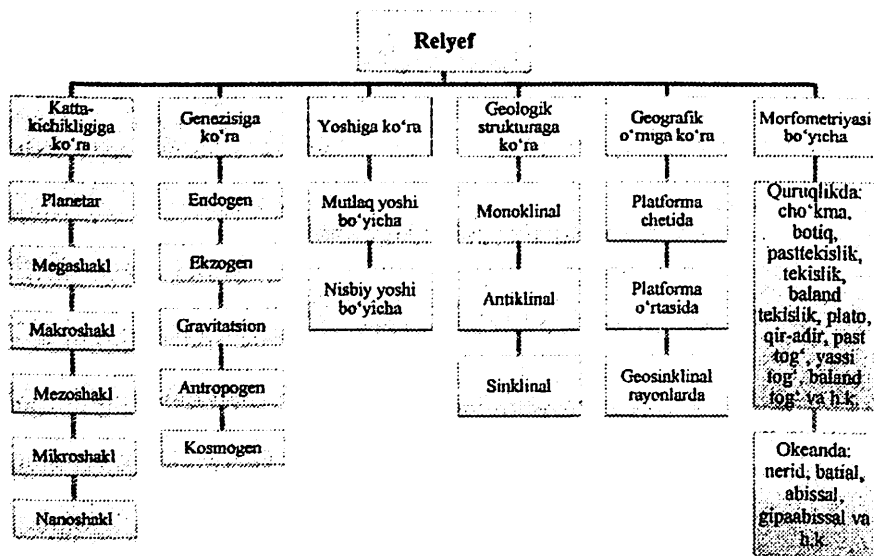 Relyef
Katta-
kichikligiga
ko‘ra
Planetar
Megashakl
Makroshakl
Mezoshakl
Mikroshakl
Nanoshakl
Genezisiga
ko‘ra
Endogen
Ekzogen
Gravitatsion
Antropogen
Kosmogen
Yoshiga ko‘ra
Mutlaq yoshi
bo‘yicha
Nisbiy yoshi
bo‘yicha
Geologik
strukturaga
ko‘ra
Monoklinal
Antiklinal
Sinklinal
Geografik
o‘rniga ko‘ra
Platforma
chetida
Platforma
o‘rtasida
Geosinklinal
rayonlarda
Morfometriyasi
bo‘yicha
Quruqlikda:
cho‘kma,
botiq,
pasttekislik,
tekislik,
baland
tekislik, plato,
qir-adir, past
tog‘, yassi
tog‘, baland
tog‘ va h.k.
Okeanda:
nerid, batial,
abissal,
gipaabissal va
h.k.